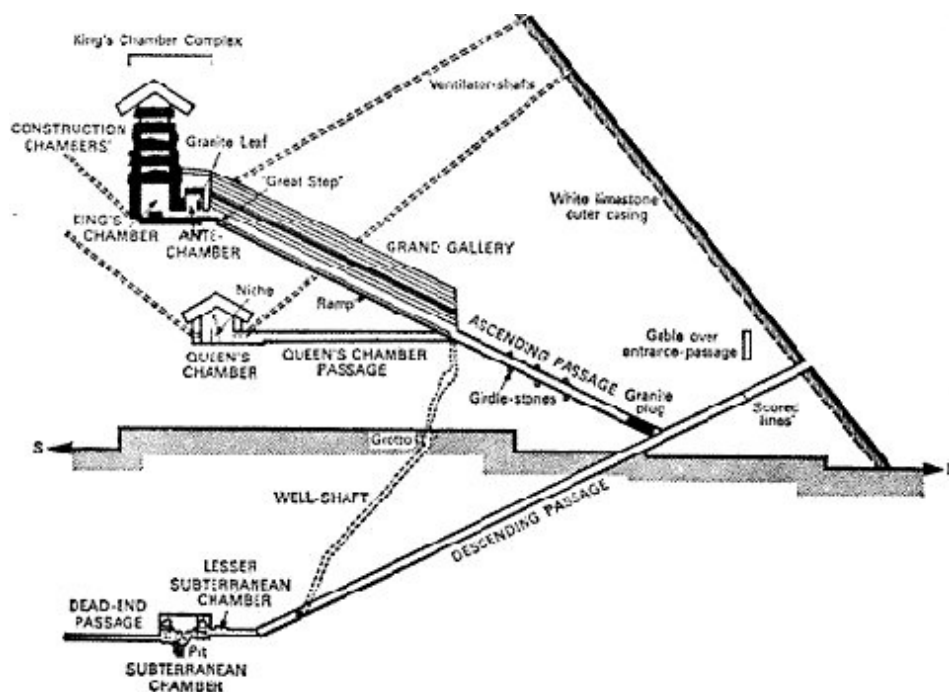 King's Chamber Complex
Ventilator-shafts
CONSTRUCTION
CHAMBERS'
Granite Leaf
"Great Step"
White limestone
outer casing
KING'S
CHAMBER
ANTE-
CHAMBER
GRAND GALLERY
Niche
Ramp
ASCENDING PASSAGE
Gable over
entrance-passage
QUEEN'S
CHAMBER
QUEEN'S CHAMBER
PASSAGE
Girdle-stones
Granite
plug
'Scored
lines'
S
Grotto
WELL-SHAFT
DESCENDING PASSAGE
LESSER
SUBTERRANEAN
CHAMBER
DEAD-END
PASSAGE
Pit
SUBTERRANEAN
CHAMBER